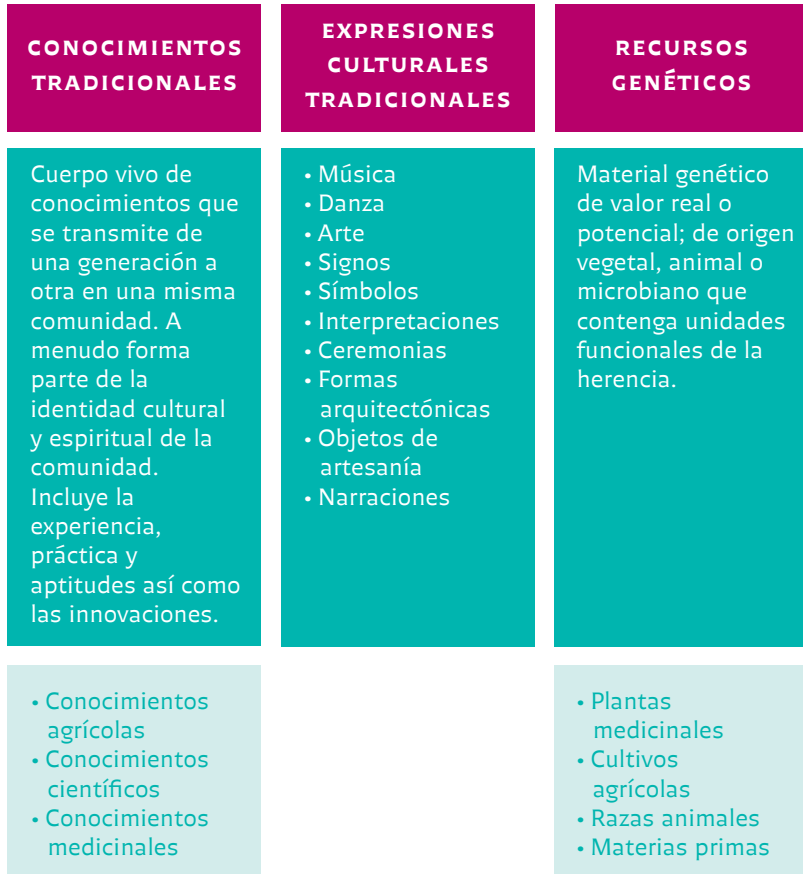 CONOCIMIENTOS
TRADICIONALES
Cuerpo vivo de
conocimientos que
se transmite de
una generación a
otra en una misma
comunidad. A
menudo forma
parte de la
identidad cultural
y espiritual de la
comunidad.
Incluye la
experiencia,
práctica y
aptitudes así como
las innovaciones.
• Conocimientos
agrícolas
• Conocimientos
científicos
• Conocimientos
medicinales
EXPRESIONES
CULTURALES
TRADICIONALES
• Música
• Danza
• Arte
• Signos
• Símbolos
• Interpretaciones
• Ceremonias
• Formas
arquitectónicas
• Objetos de
artesanía
• Narraciones
RECURSOS
GENÉTICOS
Material genético
de valor real o
potencial; de origen
vegetal, animal o
microbiano que
contenga unidades
funcionales de la
herencia.
• Plantas
medicinales
• Cultivos
agrícolas
• Razas animales
• Materias primas